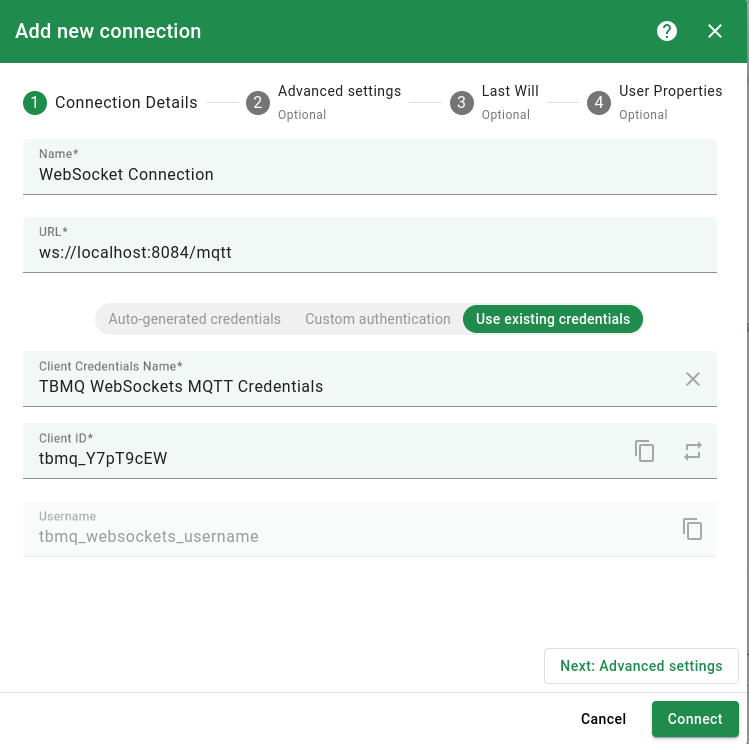 Add new connection
?
1 Connection Details
2 Advanced settings
Optional
3 Last Will
Optional
4 User Properties
Optional
Name*
WebSocket Connection
URL*
ws://localhost:8084/mqtt
Auto-generated credentials Custom authentication Use existing credentials
Client Credentials Name*
TBMQ WebSockets MQTT Credentials
Client ID*
tbmq_Y7pT9cEW
Username
tbmq_websockets_username
Next: Advanced settings
Cancel Connect